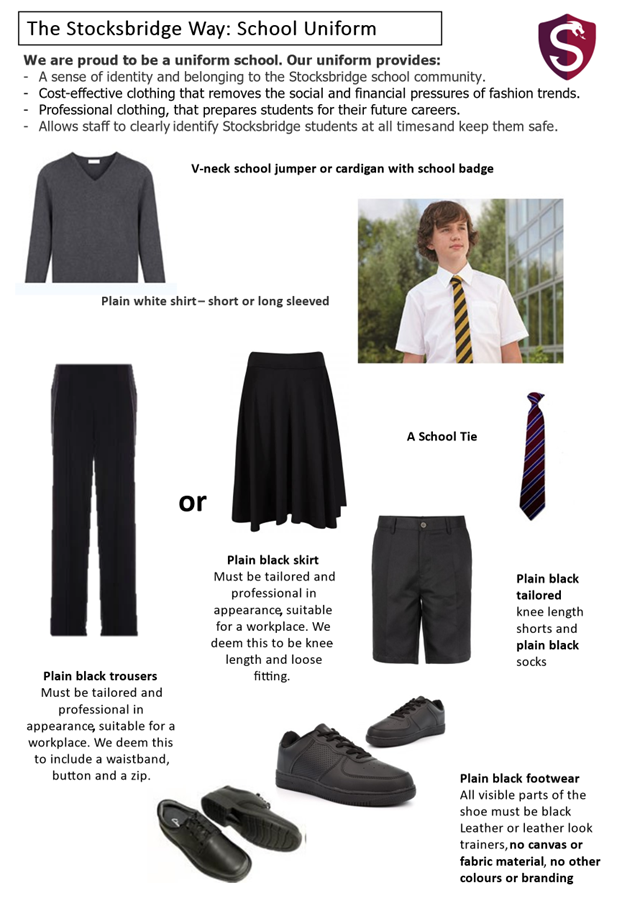 The Stocksbridge Way: School Uniform
S
We are proud to be a uniform school. Our uniform provides:
- A sense of identity and belonging to the Stocksbridge school community.
- Cost-effective clothing that removes the social and financial pressures of fashion trends.
- Professional clothing, that prepares students for their future careers.
- Allows staff to clearly identify Stocksbridge students at all times and keep them safe.
V-neck school jumper or cardigan with school badge
Plain white shirt – short or long sleeved
A School Tie
or
Plain black skirt
Must be tailored and
professional in
appearance, suitable
for a workplace. We
deem this to be knee
length and loose
fitting.
Plain black
tailored
knee length
shorts and
plain black
socks
Plain black trousers
Must be tailored and
professional in
appearance, suitable for a
workplace. We deem this
to include a waistband,
button and a zip.
Plain black footwear
All visible parts of the
shoe must be black
Leather or leather look
trainers, no canvas or
fabric material, no other
colours or branding